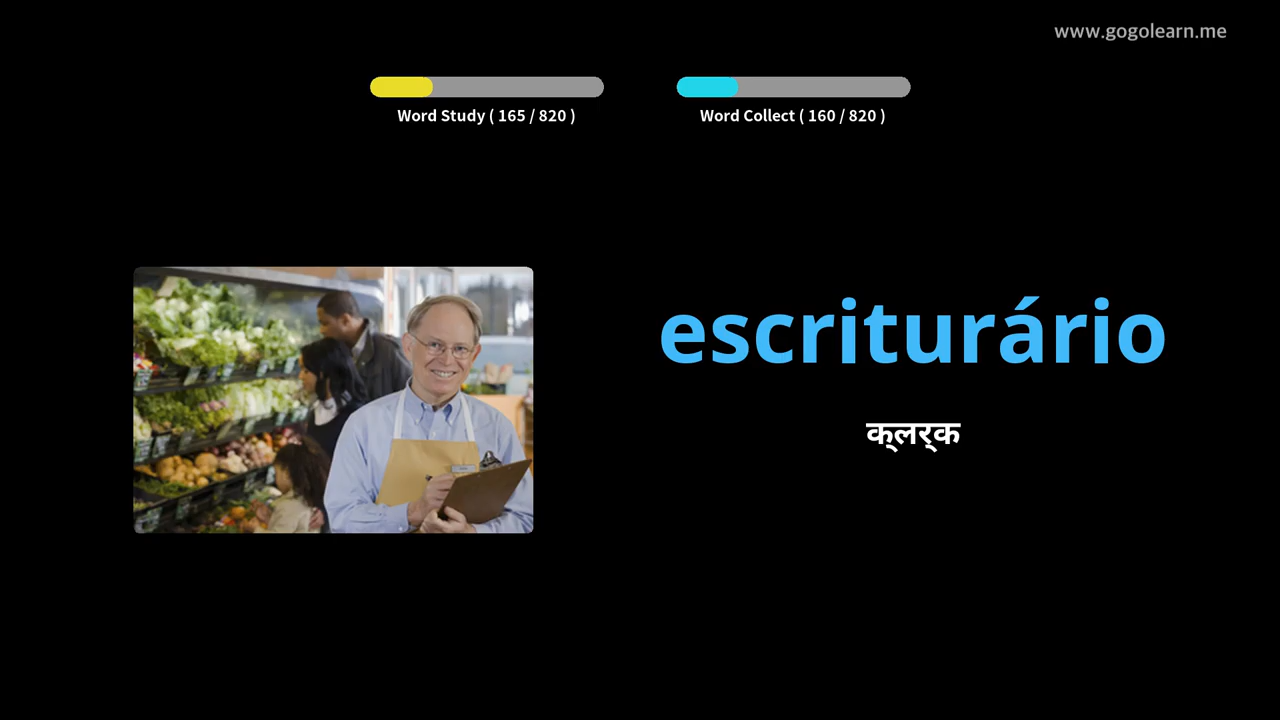 www.gogolearn.me
Word Study ( 165 / 820 )
Word Collect ( 160 / 820 )
escriturário
क्लर्क